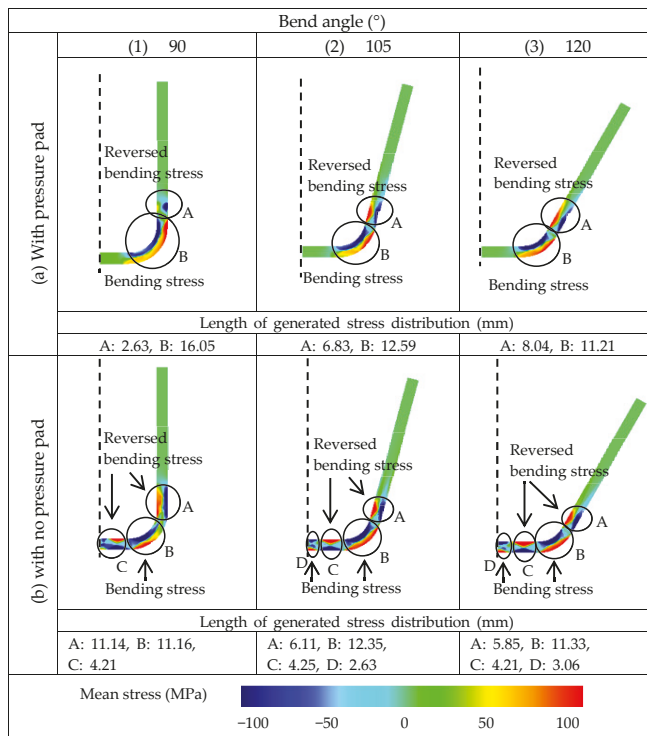 Bend angle (°)
(1) 90
(2) 105
(3) 120
(a) With pressure pad
Reversed
bending stress
A
B
Bending stress
Reversed
bending stress
A
B
Bending stress
Reversed
bending stress
A
B
Bending stress
Length of generated stress distribution (mm)
A: 2.63, B: 16.05
A: 6.83, B: 12.59
A: 8.04, B: 11.21
(b) with no pressure pad
Reversed
bending stress
A
B
C
Bending stress
Reversed
bending stress
A
B
D
C
Bending stress
Reversed
bending stress
A
B
D
C
Bending stress
Length of generated stress distribution (mm)
A: 11.14, B: 11.16,
C: 4.21
A: 6.11, B: 12.35,
C: 4.25, D: 2.63
A: 5.85, B: 11.33,
C: 4.21, D: 3.06
Mean stress (MPa)
−100 −50 0 50 100